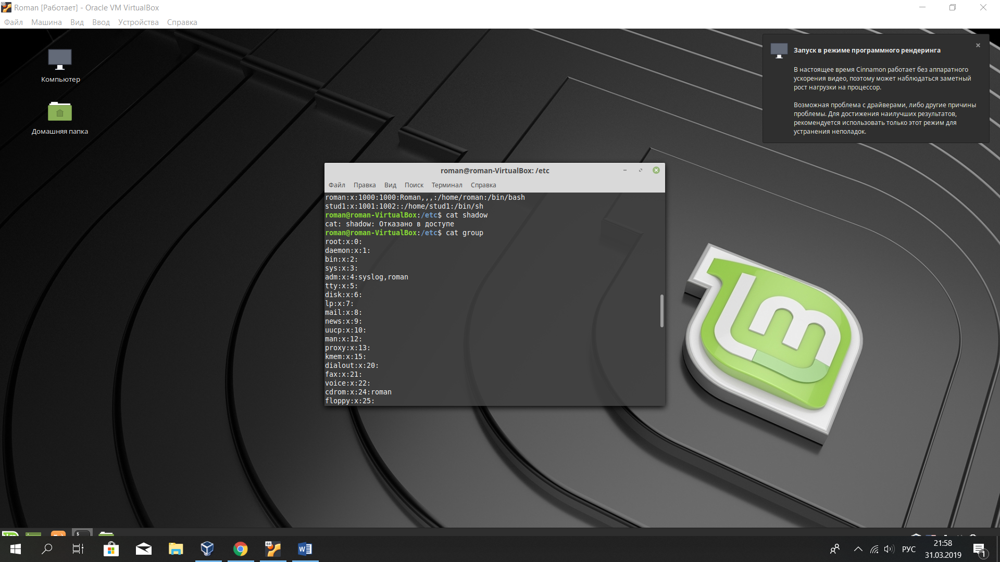 Roman [Работает] - Oracle VM VirtualBox
Файл Машина Вид Ввод Устройства Справка
Компьютер
Домашняя папка
Запуск в режиме программного рендеринга
В настоящее время Cinnamon работает без аппаратного
ускорения видео, поэтому может наблюдаться заметный
рост нагрузки на процессор.
Возможная проблема с драйверами, либо другие причины
проблемы. Для достижения наилучших результатов,
рекомендуется использовать только этот режим для
устранения неполадок.
roman@roman-VirtualBox: /etc
Файл Правка Вид Поиск Терминал Справка
roman:x:1000:1000:Roman,,,:/home/roman:/bin/bash
stud1:x:1001:1002::/home/stud1:/bin/sh
roman@roman-VirtualBox:/etc$ cat shadow
cat: shadow: Отказано в доступе
roman@roman-VirtualBox:/etc$ cat group
root:x:0:
daemon:x:1:
bin:x:2:
sys:x:3:
adm:x:4:syslog,roman
tty:x:5:
disk:x:6:
lp:x:7:
mail:x:8:
news:x:9:
uucp:x:10:
man:x:12:
proxy:x:13:
kmem:x:15:
dialout:x:20:
fax:x:21:
voice:x:22:
cdrom:x:24:roman
floppy:x:25:
64
РУС
21:58
31.03.2019
1